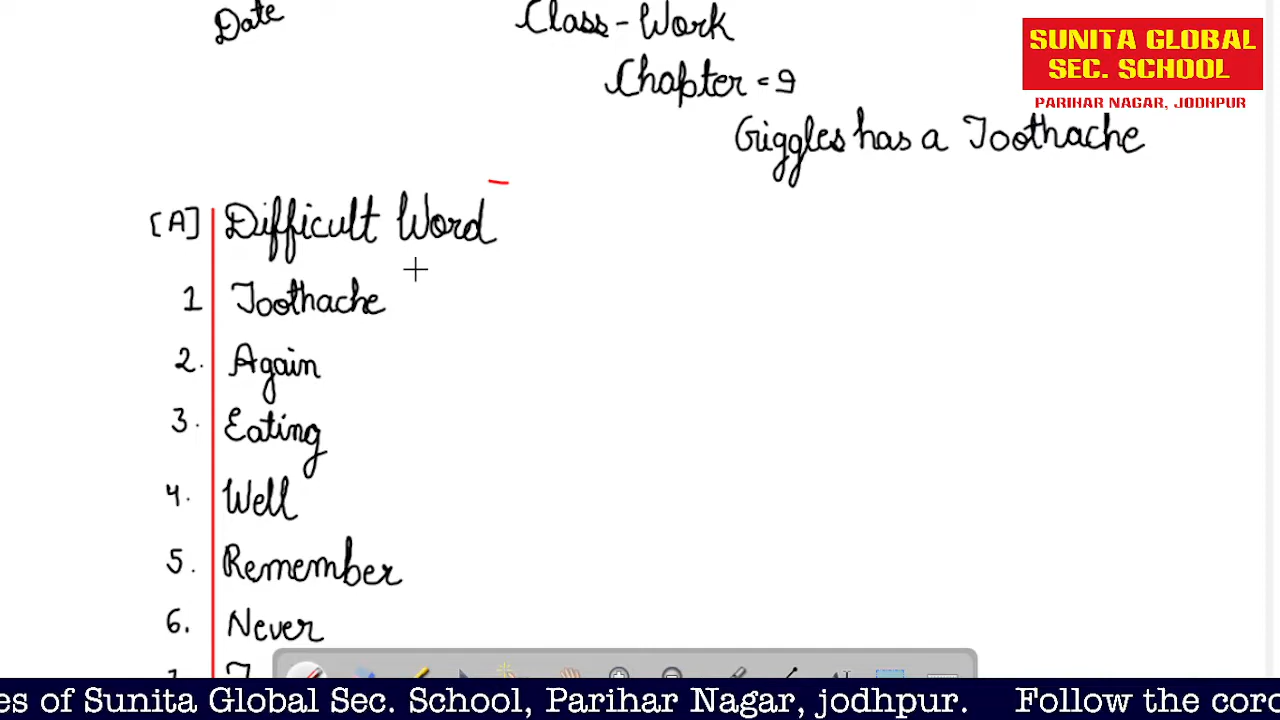 Date
Class-Work
SUNITA GLOBAL
SEC. SCHOOL
PARIHAR NAGAR, JODHPUR
Chapter = 9
Giggles has a Toothache
[A] Difficult Word
1 Toothache
2. Again
3. Eating
4. Well
5. Remember
6. Never
es of Sunita Global Sec. School, Parihar Nagar, jodhpur. Follow the coro